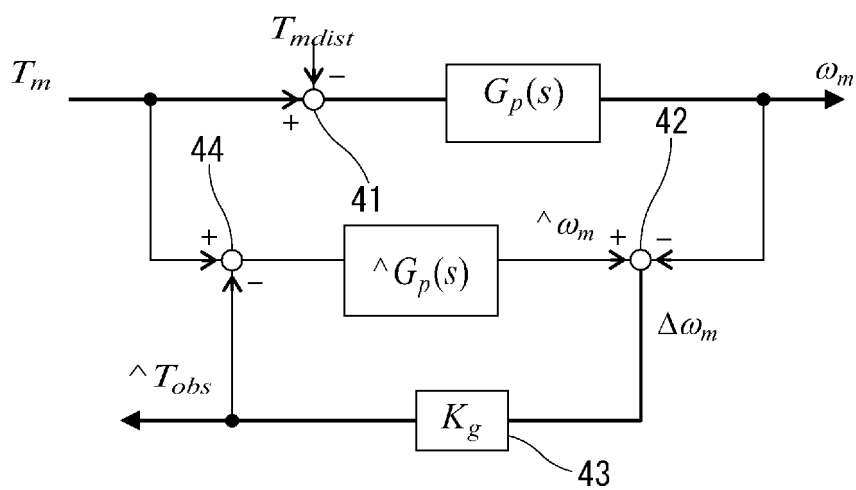 T_mdist
T_m
−
G_p(s)
ω_m
+
42
44
41
+
^ω_m
+
−
^G_p(s)
−
Δω_m
^T_obs
K_g
43